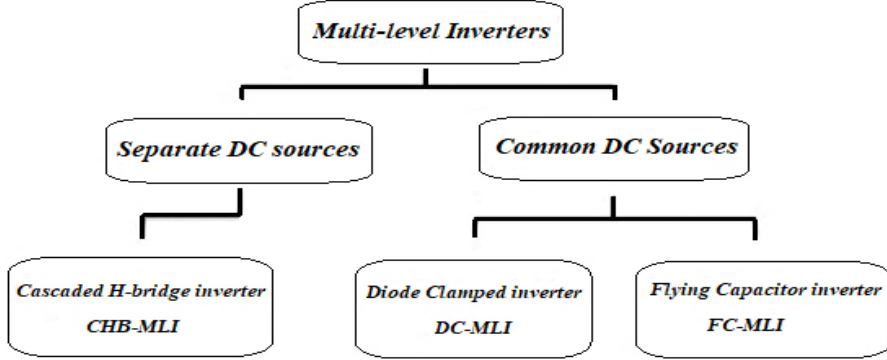 Multi-level Inverters
Separate DC sources
Common DC Sources
Cascaded H-bridge inverter
CHB-MLI
Diode Clamped inverter
DC-MLI
Flying Capacitor inverter
FC-MLI